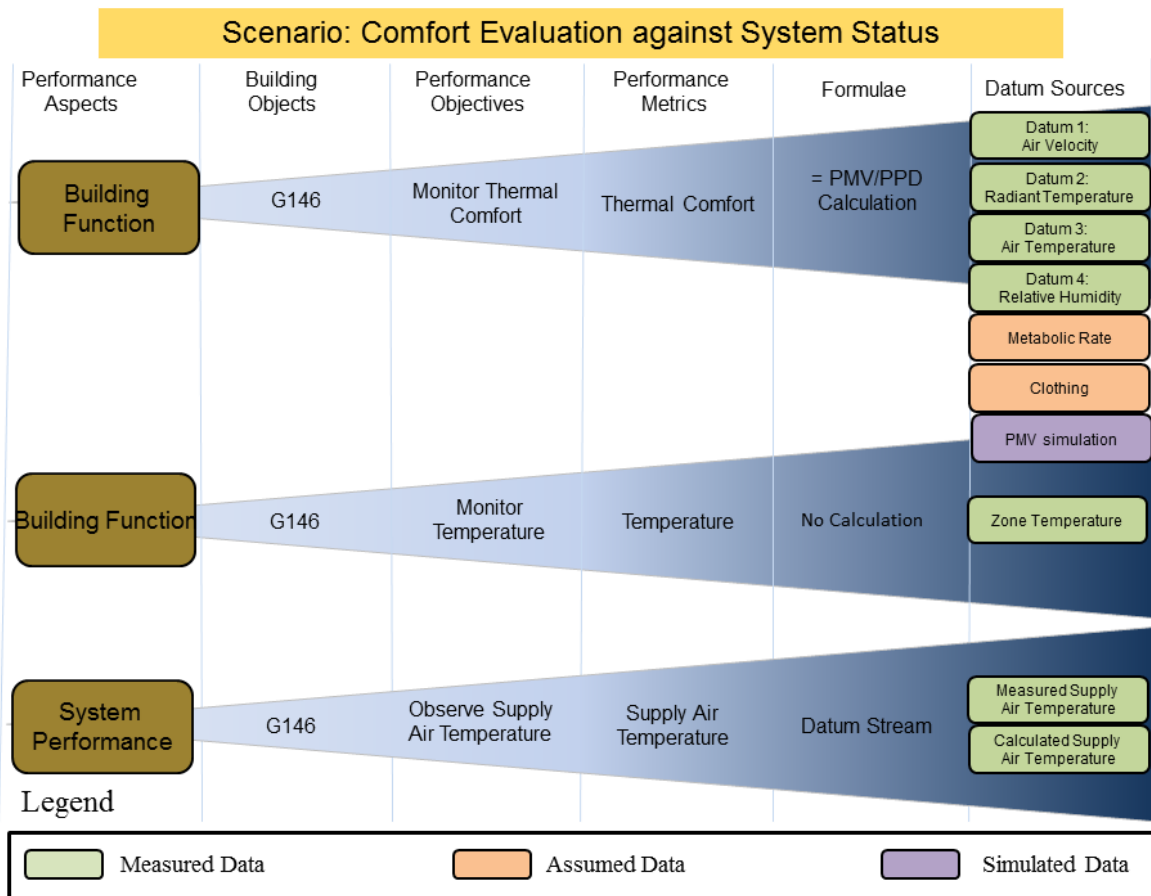 Scenario: Comfort Evaluation against System Status
Performance
Aspects
Building
Objects
Performance
Objectives
Performance
Metrics
Formulae
Datum Sources
Building
Function
G146
Monitor Thermal
Comfort
Thermal Comfort
= PMV/PPD
Calculation
Datum 1:
Air Velocity
Datum 2:
Radiant Temperature
Datum 3:
Air Temperature
Datum 4:
Relative Humidity
Metabolic Rate
Clothing
PMV simulation
Building Function
G146
Monitor
Temperature
Temperature
No Calculation
Zone Temperature
System
Performance
G146
Observe Supply
Air Temperature
Supply Air
Temperature
Datum Stream
Measured Supply
Air Temperature
Calculated Supply
Air Temperature
Legend
Measured Data
Assumed Data
Simulated Data